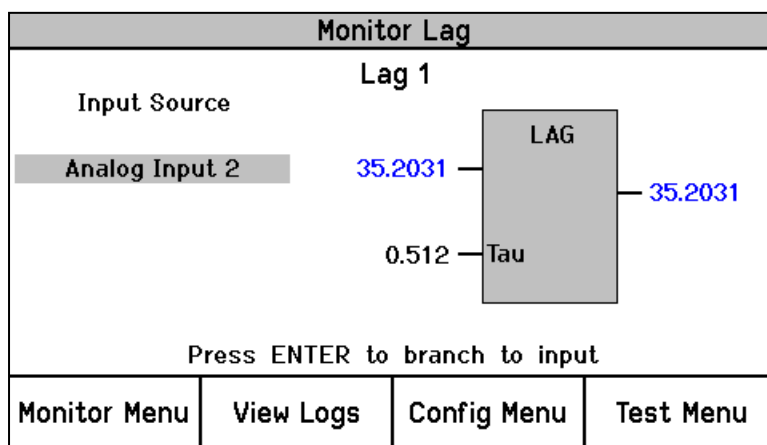 Monitor Lag
Lag 1
Input Source
LAG
Analog Input 2
35.2031
35.2031
0.512
Tau
Press ENTER to branch to input
Monitor Menu
View Logs
Config Menu
Test Menu